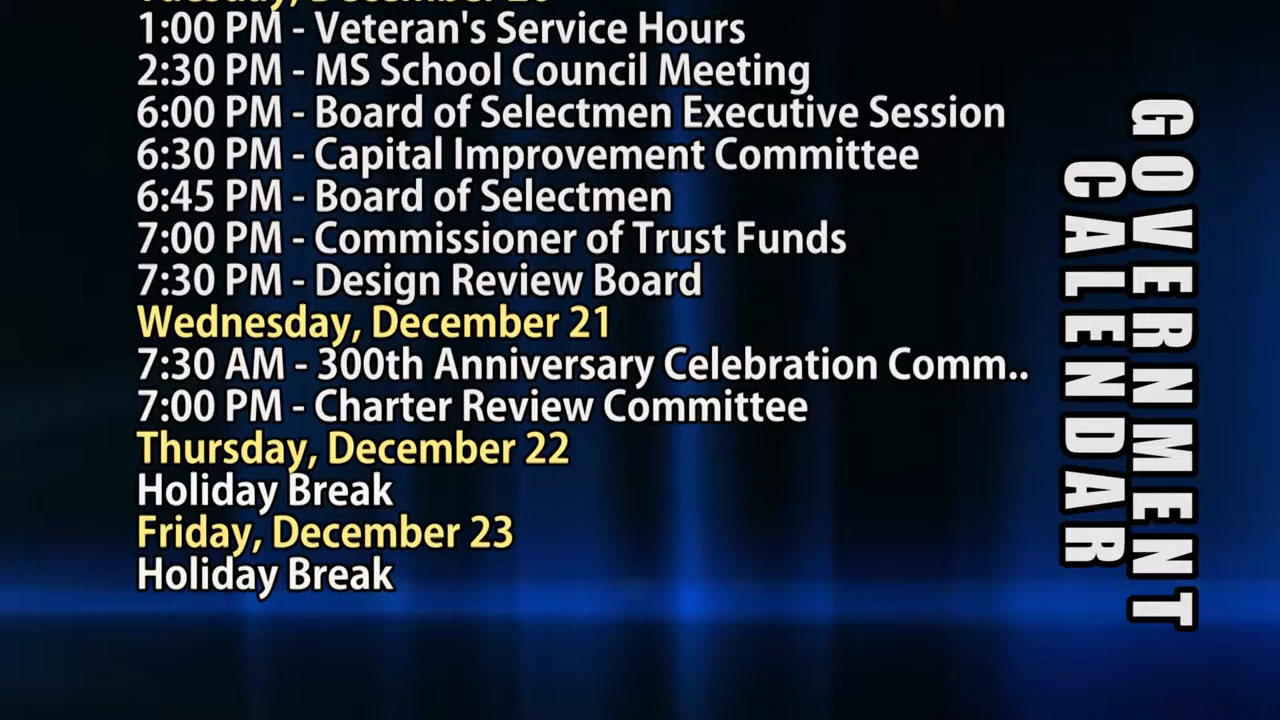 Tuesday, December 20
1:00 PM - Veteran's Service Hours
2:30 PM - MS School Council Meeting
6:00 PM - Board of Selectmen Executive Session
6:30 PM - Capital Improvement Committee
6:45 PM - Board of Selectmen
7:00 PM - Commissioner of Trust Funds
7:30 PM - Design Review Board
Wednesday, December 21
7:30 AM - 300th Anniversary Celebration Comm..
7:00 PM - Charter Review Committee
Thursday, December 22
Holiday Break
Friday, December 23
Holiday Break
GOVERNMENT
CALENDAR